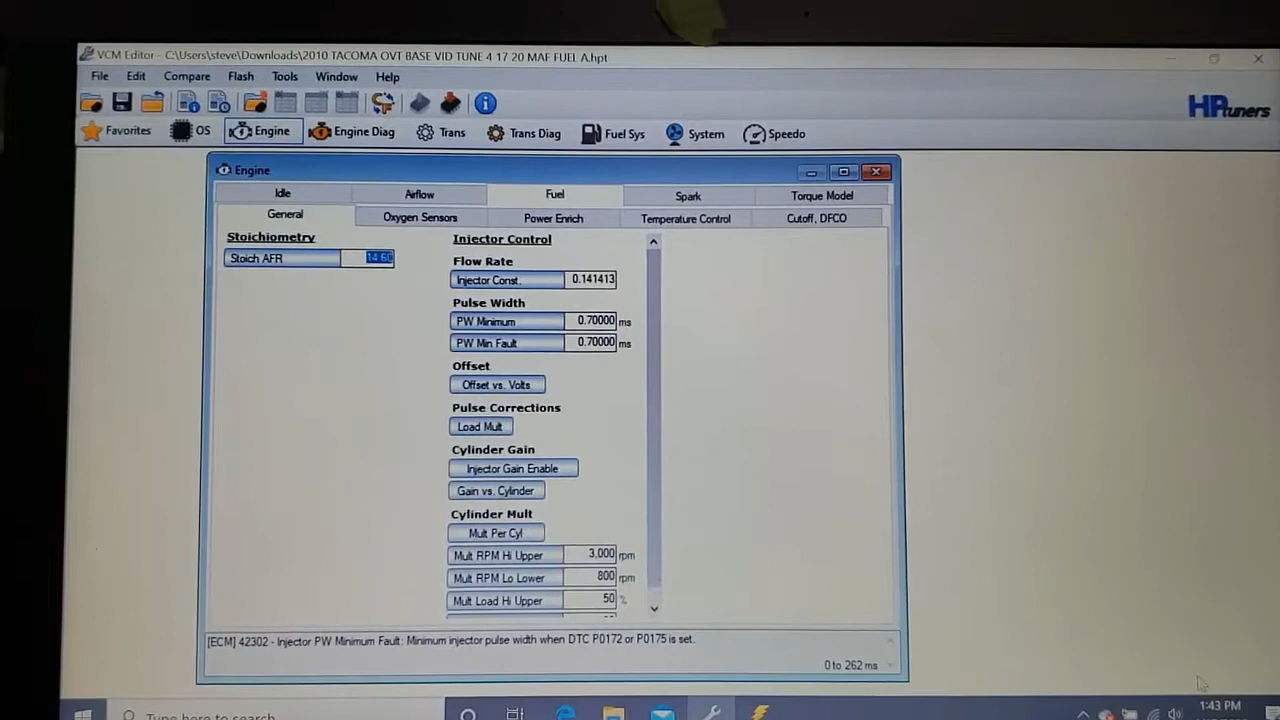 VCM Editor - C:\Users\steve\Downloads\2010 TACOMA OVT BASE VID TUNE 4 17 20 MAF FUEL A.hpt
File Edit Compare Flash Tools Window Help
HPtuners
Favorites OS Engine Engine Diag Trans Trans Diag Fuel Sys System Speedo
Engine
Idle Airflow Fuel Spark Torque Model
General Oxygen Sensors Power Enrich Temperature Control Cutoff, DFCO
Stoichiometry
Stoich AFR 14.60
Injector Control
Flow Rate
Injector Const. 0.141413
Pulse Width
PW Minimum 0.70000 ms
PW Min Fault 0.70000 ms
Offset
Offset vs. Volts
Pulse Corrections
Load Mult
Cylinder Gain
Injector Gain Enable
Gain vs. Cylinder
Cylinder Mult
Mult Per Cyl
Mult RPM Hi Upper 3,000 rpm
Mult RPM Lo Lower 800 rpm
Mult Load Hi Upper 50 %
[ECM] 42302 - Injector PW Minimum Fault: Minimum injector pulse width when DTC P0172 or P0175 is set.
0 to 262 ms
Type here to search
1:43 PM